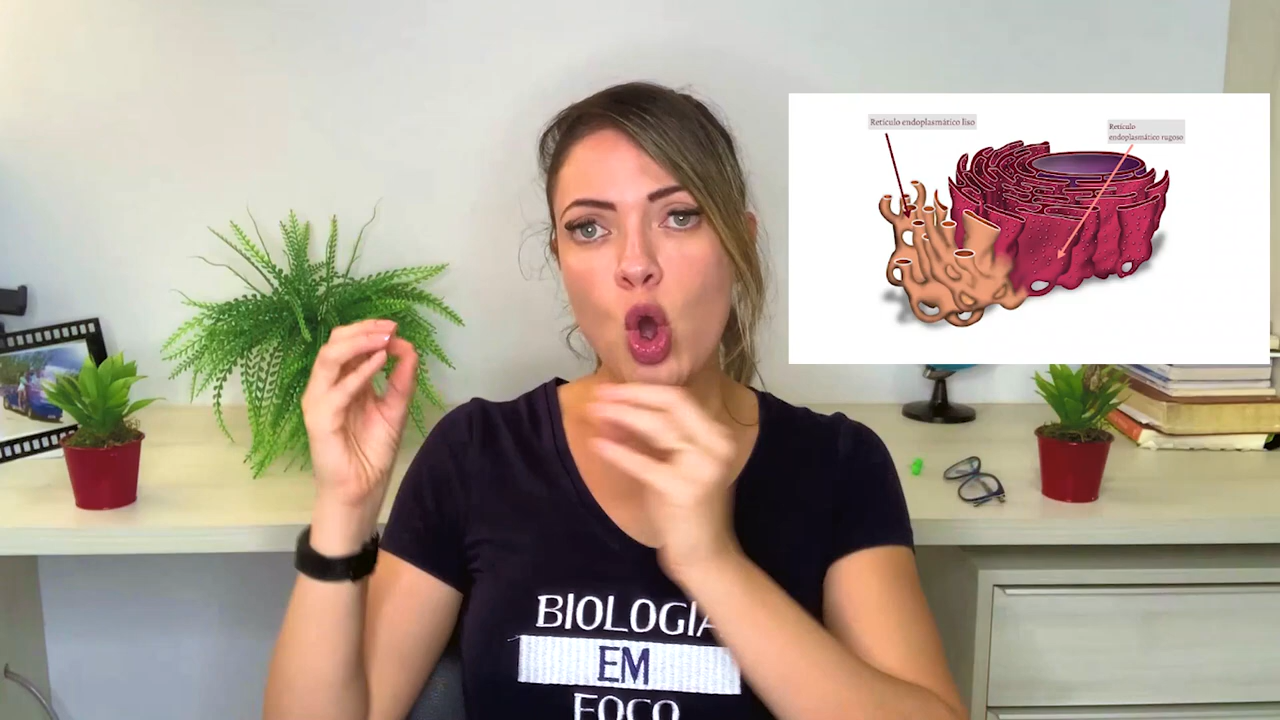 Retículo endoplasmático liso
Retículo
endoplasmático rugoso
BIOLOGIA
EM
FOCO